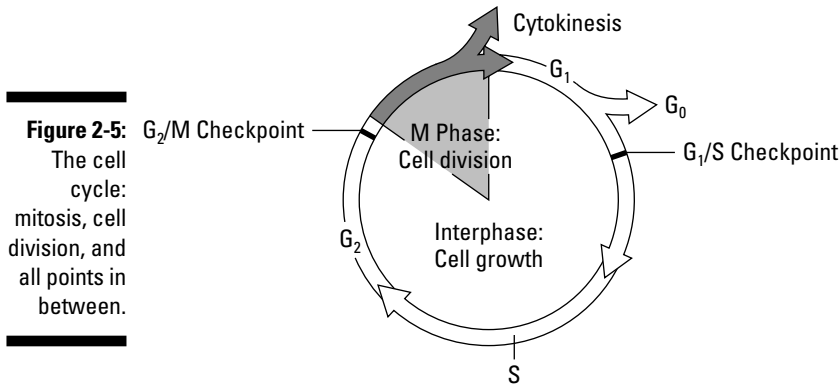 Cytokinesis
G₁
G₀
Figure 2-5:
The cell
cycle:
mitosis, cell
division, and
all points in
between.
G₂/M Checkpoint
M Phase:
Cell division
G₁/S Checkpoint
G₂
Interphase:
Cell growth
S